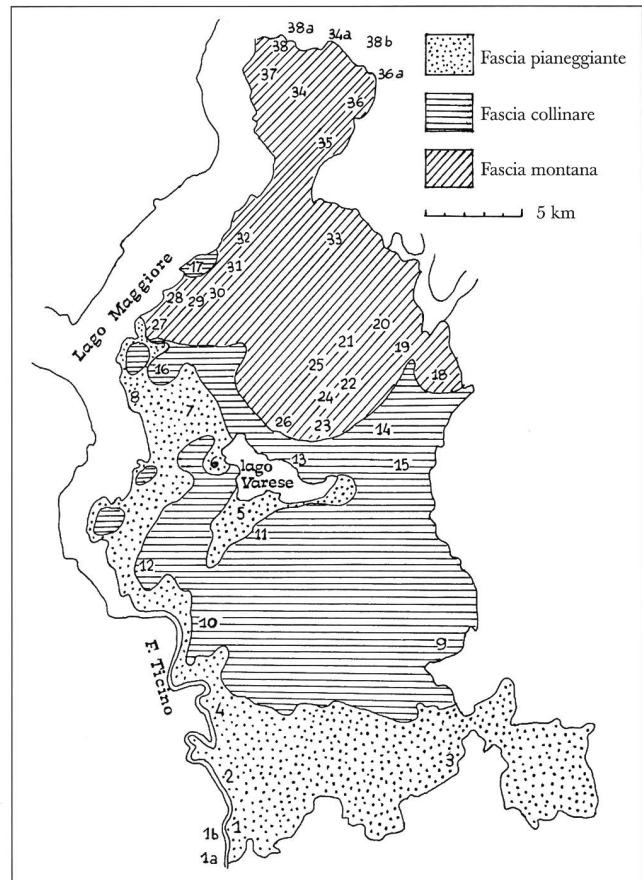 38a 34a 38b
38
37 34 36 36a
35
Fascia pianeggiante
Fascia collinare
Fascia montana
5 km
32 33
17 31
28 29 30
27
Lago Maggiore
20
21 19
25
18
16 22
24
8 7
26 23 14
6 lago
Varese
13 15
5
11
12
10 9
F. Ticino
4
2 3
1b 1
1a